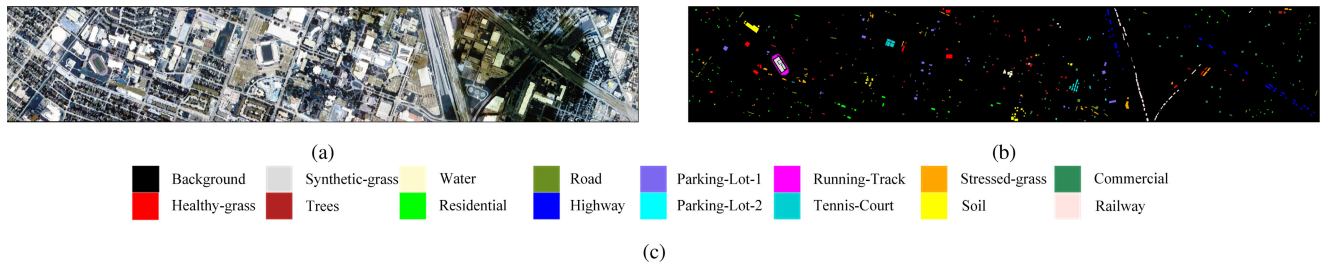 (a) (b)
Background Synthetic-grass Water Road Parking-Lot-1 Running-Track Stressed-grass Commercial
Healthy-grass Trees Residential Highway Parking-Lot-2 Tennis-Court Soil Railway
(c)